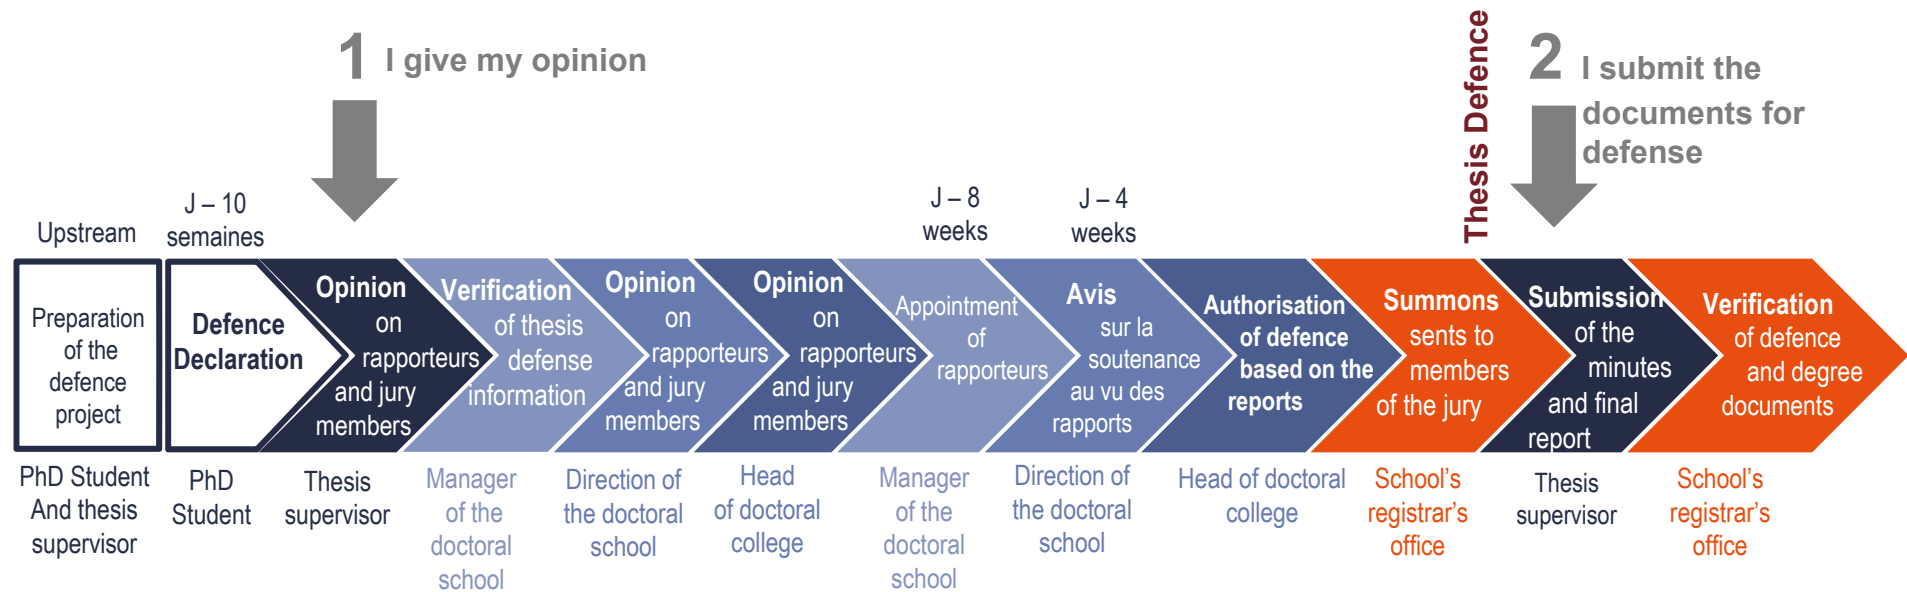 1 I give my opinion
Thesis Defence
2 I submit the
documents for
defense
Upstream
J – 10
semaines
J – 8
weeks
J – 4
weeks
Preparation
of the
defence
project
Defence
Declaration
Opinion
on
rapporteurs
and jury
members
Verification
of thesis
defense
information
Opinion
on
rapporteurs
and jury
members
Opinion
on
rapporteurs
and jury
members
Appointment
of
rapporteurs
Avis
sur la
soutenance
au vu des
rapports
Authorisation
of defence
based on the
reports
Summons
sents to
members
of the jury
Submission
of the
minutes
and final
report
Verification
of defence
and degree
documents
PhD Student
And thesis
supervisor
PhD
Student
Thesis
supervisor
Manager
of the
doctoral
school
Direction of
the doctoral
school
Head
of doctoral
college
Manager
of the
doctoral
school
Direction of
the doctoral
school
Head of doctoral
college
School’s
registrar’s
office
Thesis
supervisor
School’s
registrar’s
office